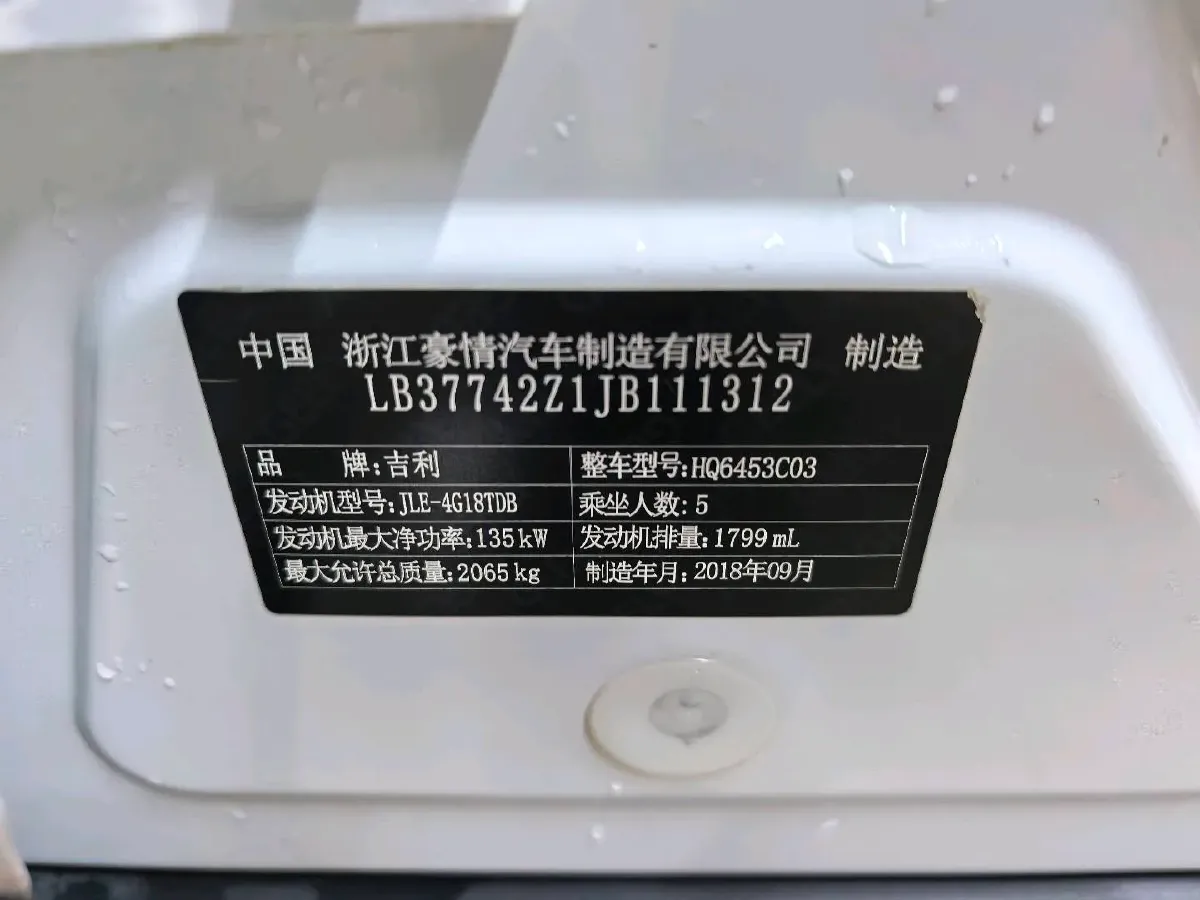 中国 浙江豪情汽车制造有限公司 制造
LB37742Z1JB111312
品 牌:吉利 整车型号:HQ6453C03
发动机型号:JLE-4G18TDB 乘坐人数:5
发动机最大净功率:135kW 发动机排量:1799mL
最大允许总质量:2065kg 制造年月:2018年09月